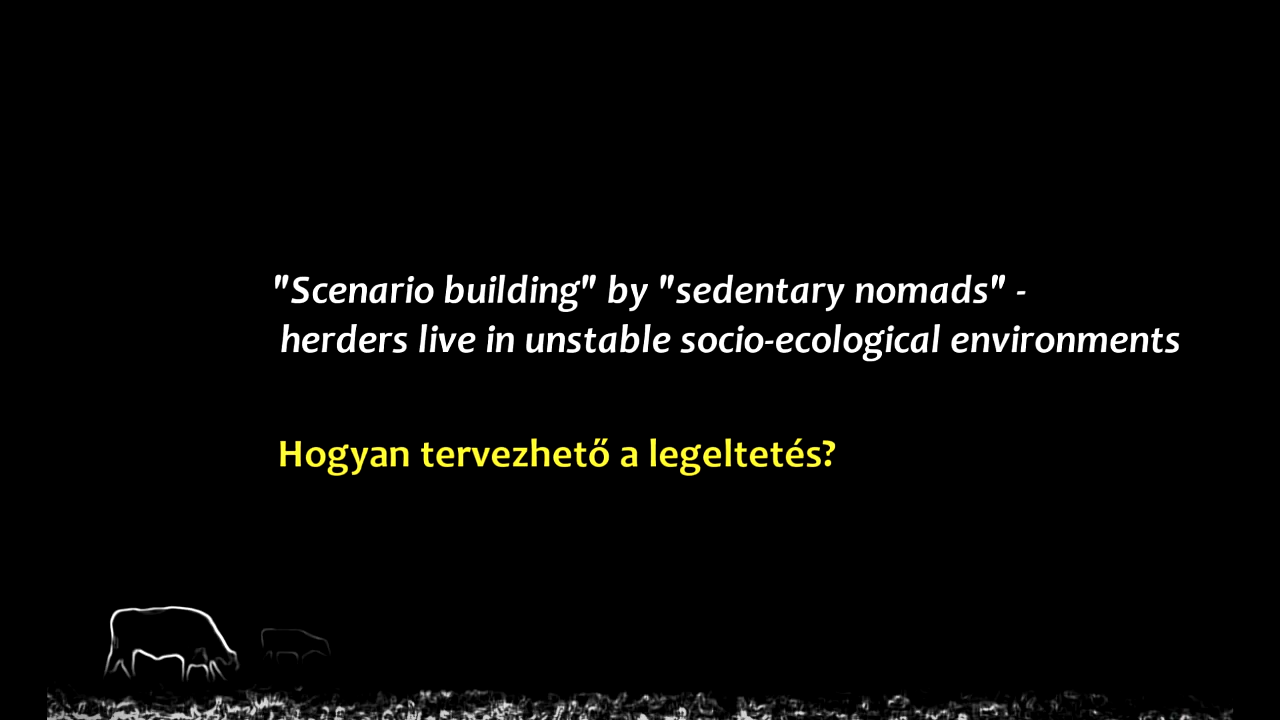 "Scenario building" by "sedentary nomads" -
herders live in unstable socio-ecological environments
Hogyan tervezhető a legeltetés?